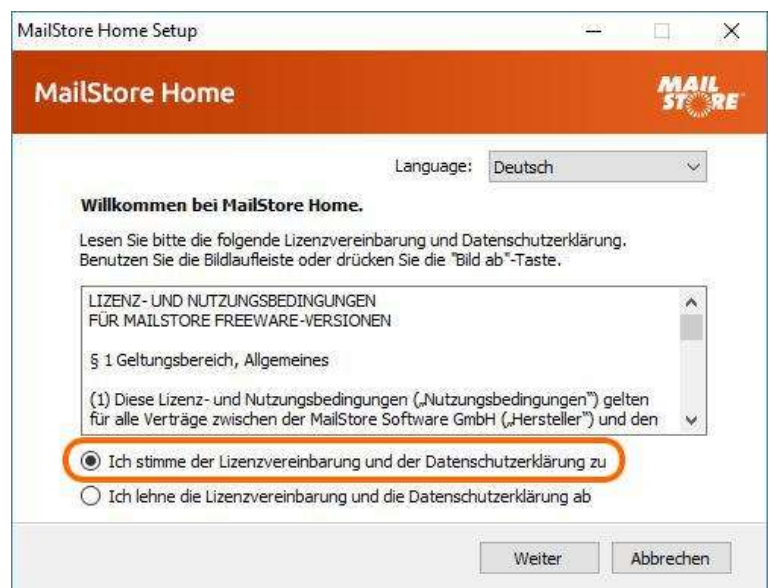 MailStore Home Setup
MailStore Home
MAIL
STORE
Language: Deutsch
Willkommen bei MailStore Home.
Lesen Sie bitte die folgende Lizenzvereinbarung und Datenschutzerklärung.
Benutzen Sie die Bildlaufleiste oder drücken Sie die "Bild ab"-Taste.
LIZENZ- UND NUTZUNGSBEDINGUNGEN
FÜR MAILSTORE FREEWARE-VERSIONEN
§ 1 Geltungsbereich, Allgemeines
(1) Diese Lizenz- und Nutzungsbedingungen („Nutzungsbedingungen“) gelten
für alle Verträge zwischen der MailStore Software GmbH („Hersteller“) und den
Ich stimme der Lizenzvereinbarung und der Datenschutzerklärung zu
Ich lehne die Lizenzvereinbarung und die Datenschutzerklärung ab
Weiter Abbrechen